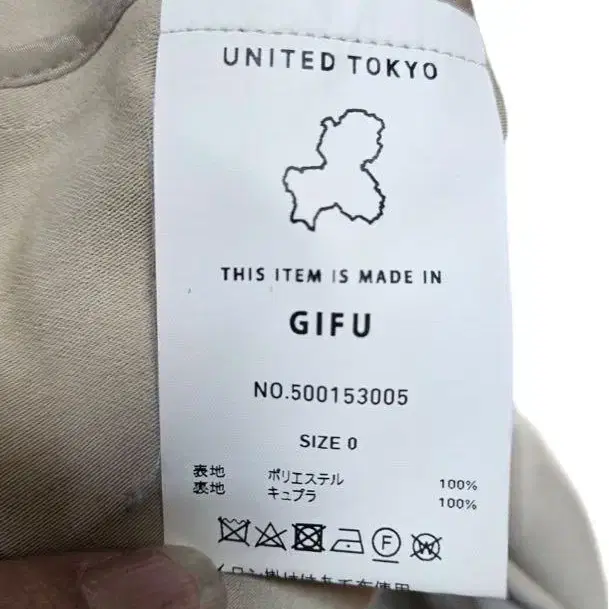 UNITED TOKYO
THIS ITEM IS MADE IN
GIFU
NO.500153005
SIZE 0
表地 ポリエステル 100%
裏地 キュプラ 100%
F W